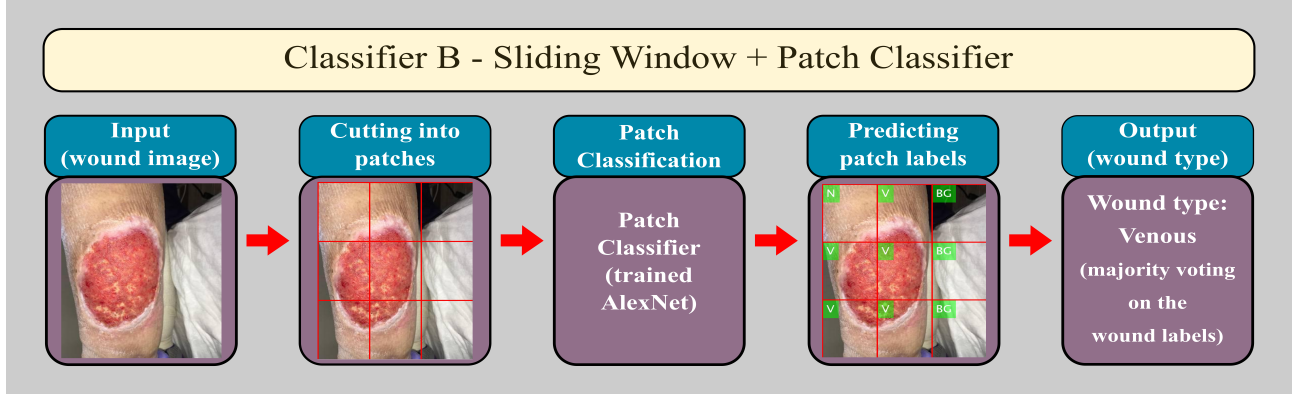 Classifier B - Sliding Window + Patch Classifier
Input
(wound image)
Cutting into
patches
Patch
Classification
Predicting
patch labels
Output
(wound type)
Patch
Classifier
(trained
AlexNet)
N V BG
V V BG
V V BG
Wound type:
Venous
(majority voting
on the
wound labels)